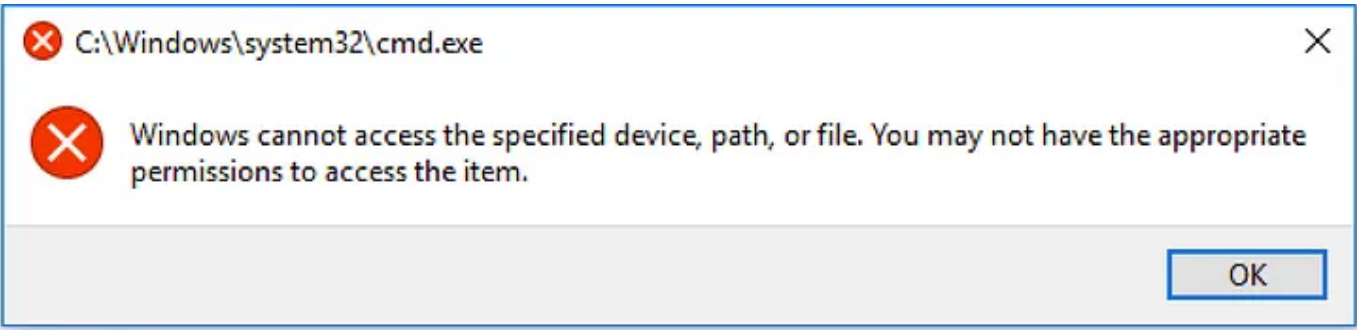 C:\Windows\system32\cmd.exe
Windows cannot access the specified device, path, or file. You may not have the appropriate
permissions to access the item.
OK